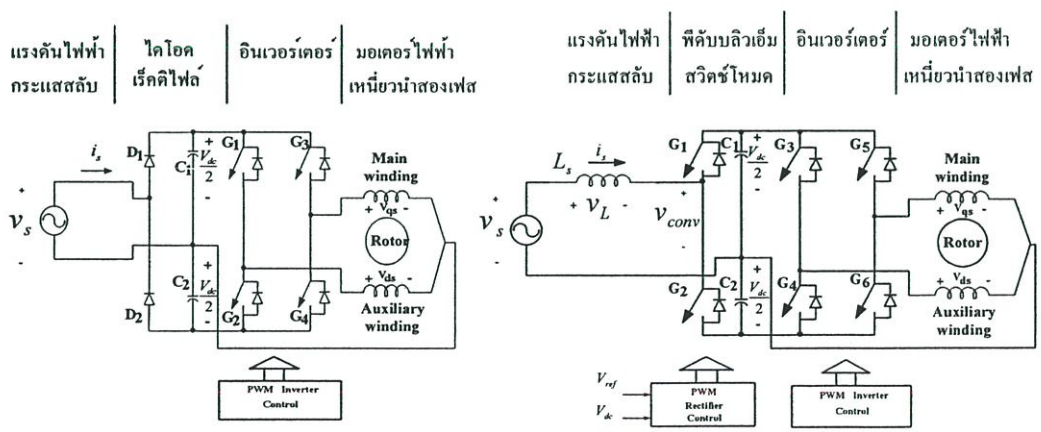 แรงดันไฟฟ้า
กระแสสลับ
ไดโอด
เร็คติไฟล์
อินเวอร์เตอร์
มอเตอร์ไฟฟ้า
เหนี่ยวนำสองเฟส
i_s
D1
D2
C1
V_dc/2
+
-
C2
V_dc/2
+
-
G1
G3
G2
G4
+
v_s
-
Main
winding
+ v_qs -
Rotor
v_ds
+ -
Auxiliary
winding
PWM Inverter
Control
แรงดันไฟฟ้า
กระแสสลับ
พีดับบลิวเอ็ม
สวิตช์โหมด
อินเวอร์เตอร์
มอเตอร์ไฟฟ้า
เหนี่ยวนำสองเฟส
L_s
i_s
+ v_L -
+
v_conv
-
+
v_s
-
G1
C1
V_dc/2
+
-
G3
G5
G2
C2
V_dc/2
+
-
G4
G6
Main
winding
+ v_qs -
Rotor
v_ds
+ -
Auxiliary
winding
V_ref
V_dc
PWM
Rectifier
Control
PWM Inverter
Control